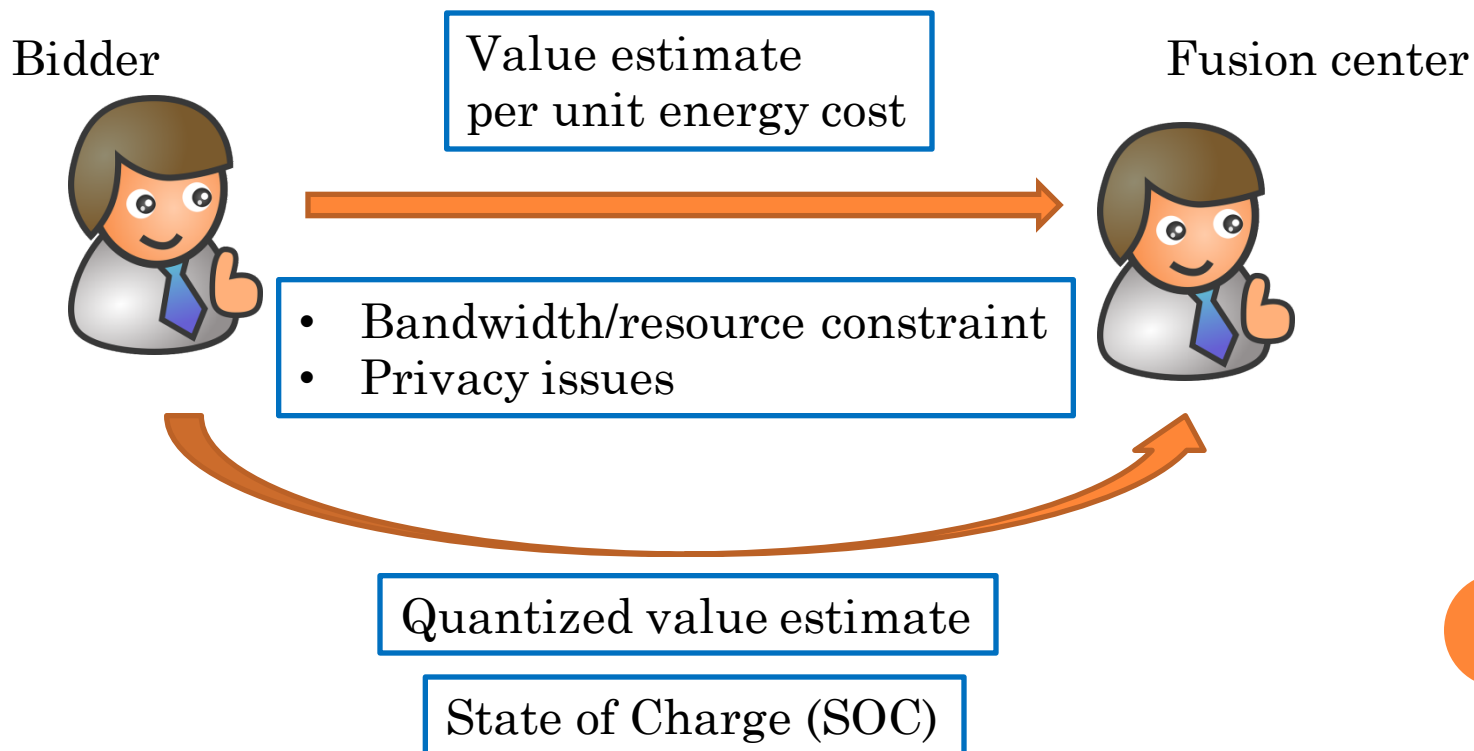 Bidder
Value estimate
per unit energy cost
Fusion center
• Bandwidth/resource constraint
• Privacy issues
Quantized value estimate
State of Charge (SOC)